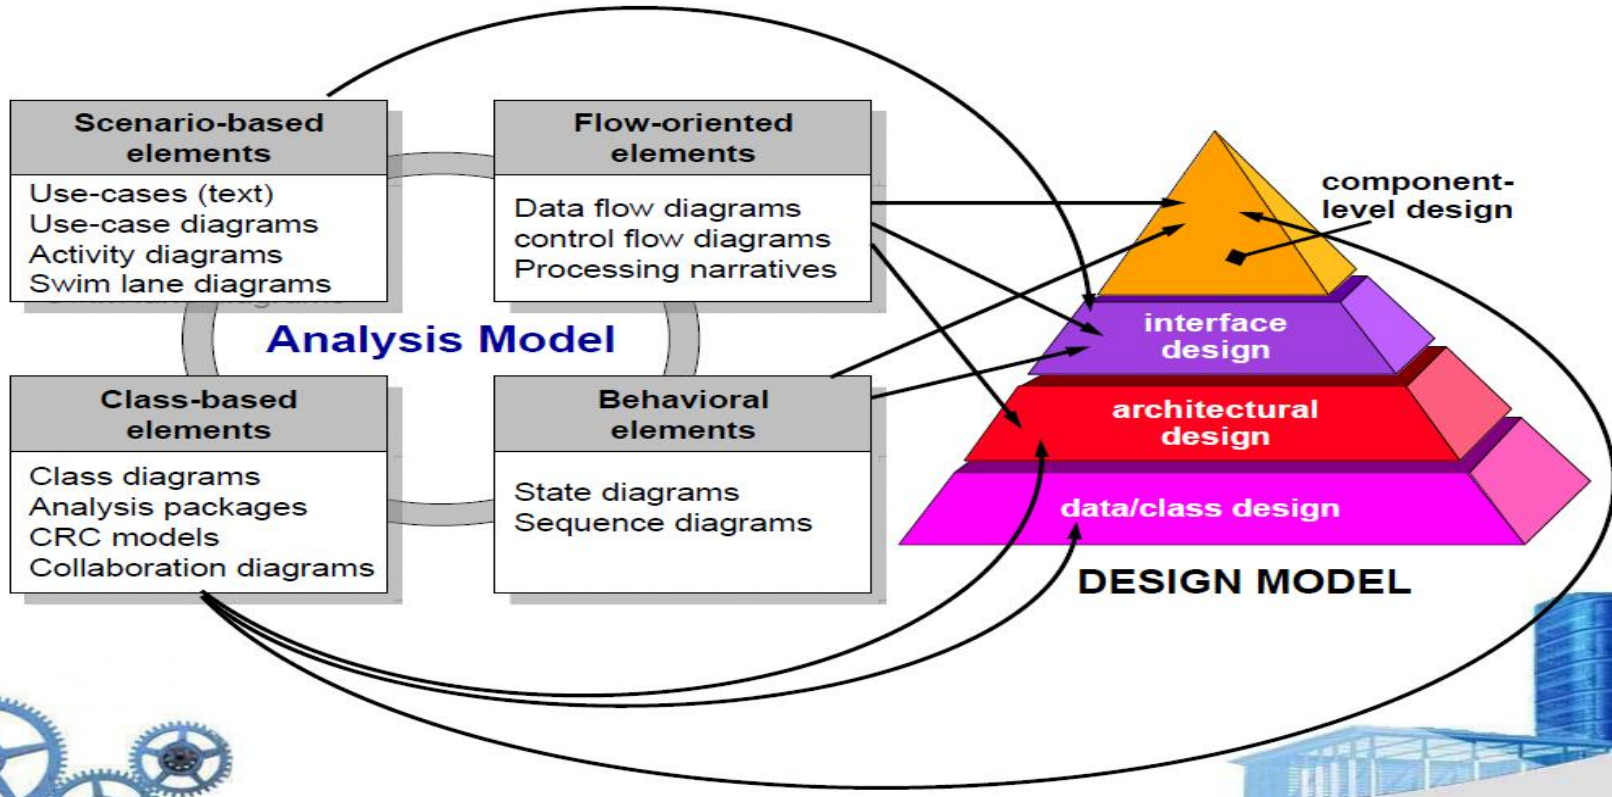 Scenario-based
elements
Use-cases (text)
Use-case diagrams
Activity diagrams
Swim lane diagrams
Flow-oriented
elements
Data flow diagrams
control flow diagrams
Processing narratives
Analysis Model
Class-based
elements
Class diagrams
Analysis packages
CRC models
Collaboration diagrams
Behavioral
elements
State diagrams
Sequence diagrams
component-
level design
interface
design
architectural
design
data/class design
DESIGN MODEL